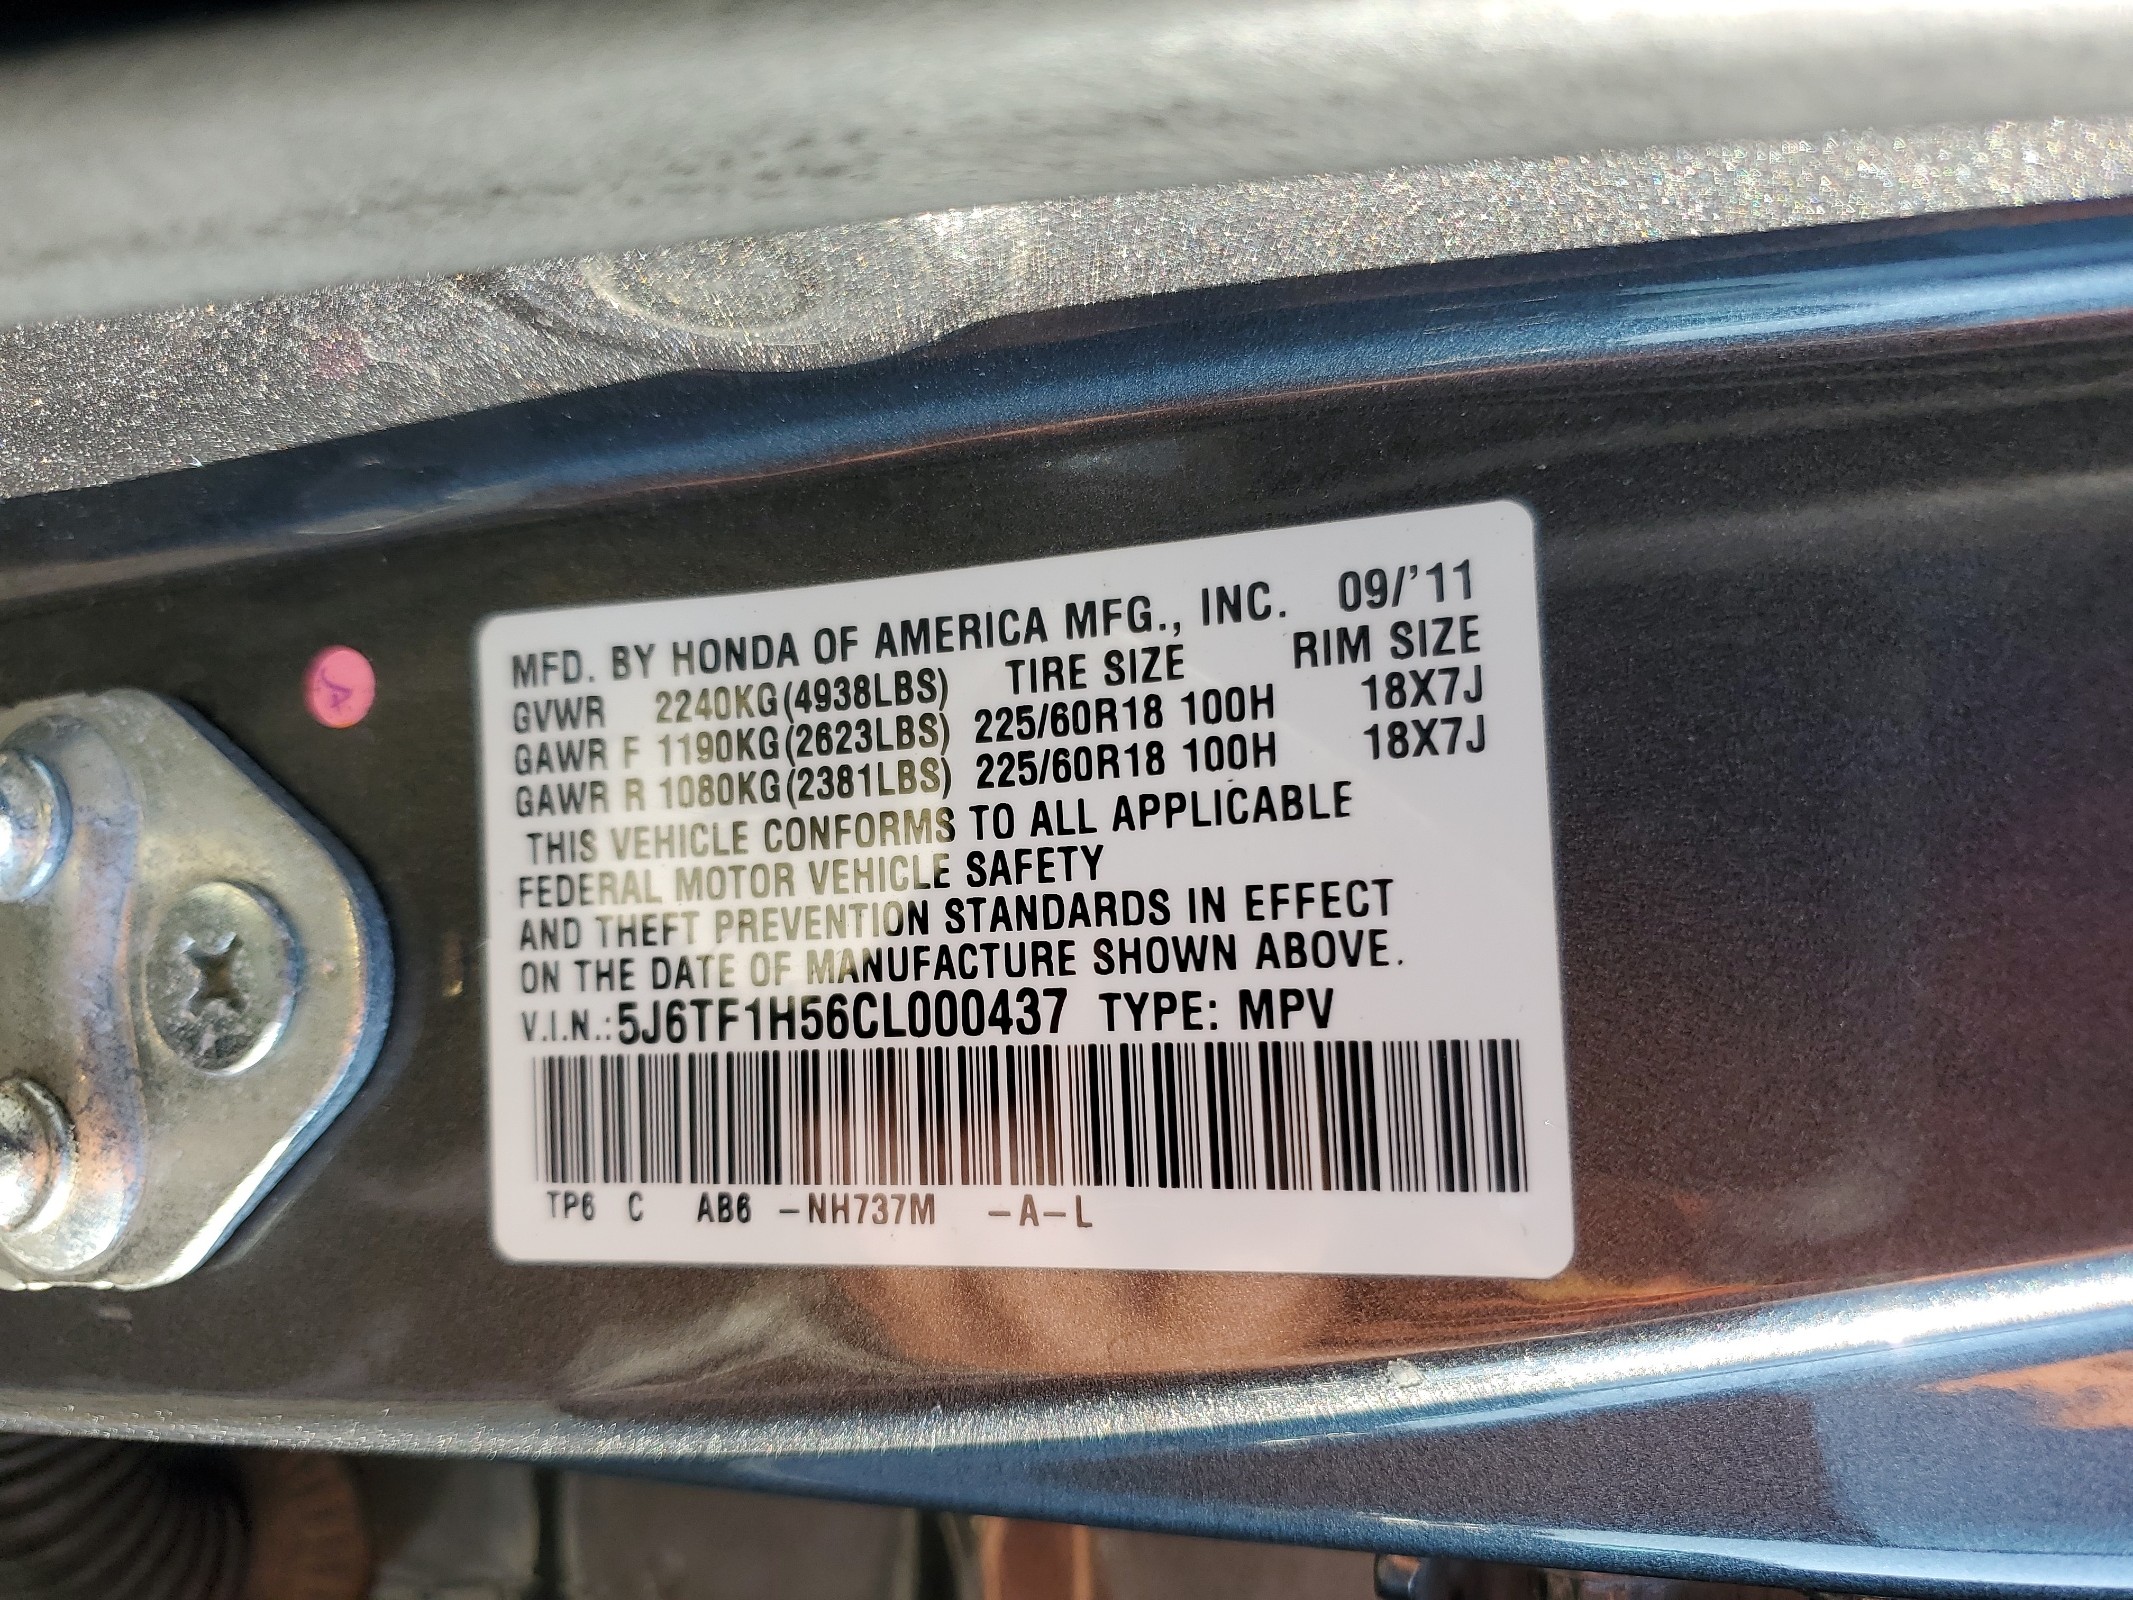 MFD. BY HONDA OF AMERICA MFG., INC. 09/'11
GVWR 2240KG(4938LBS) TIRE SIZE RIM SIZE
GAWR F 1190KG(2623LBS) 225/60R18 100H 18X7J
GAWR R 1080KG(2381LBS) 225/60R18 100H 18X7J
THIS VEHICLE CONFORMS TO ALL APPLICABLE
FEDERAL MOTOR VEHICLE SAFETY
AND THEFT PREVENTION STANDARDS IN EFFECT
ON THE DATE OF MANUFACTURE SHOWN ABOVE.
V.I.N.:5J6TF1H56CL000437 TYPE: MPV
TP6 C AB6 -NH737M -A-L